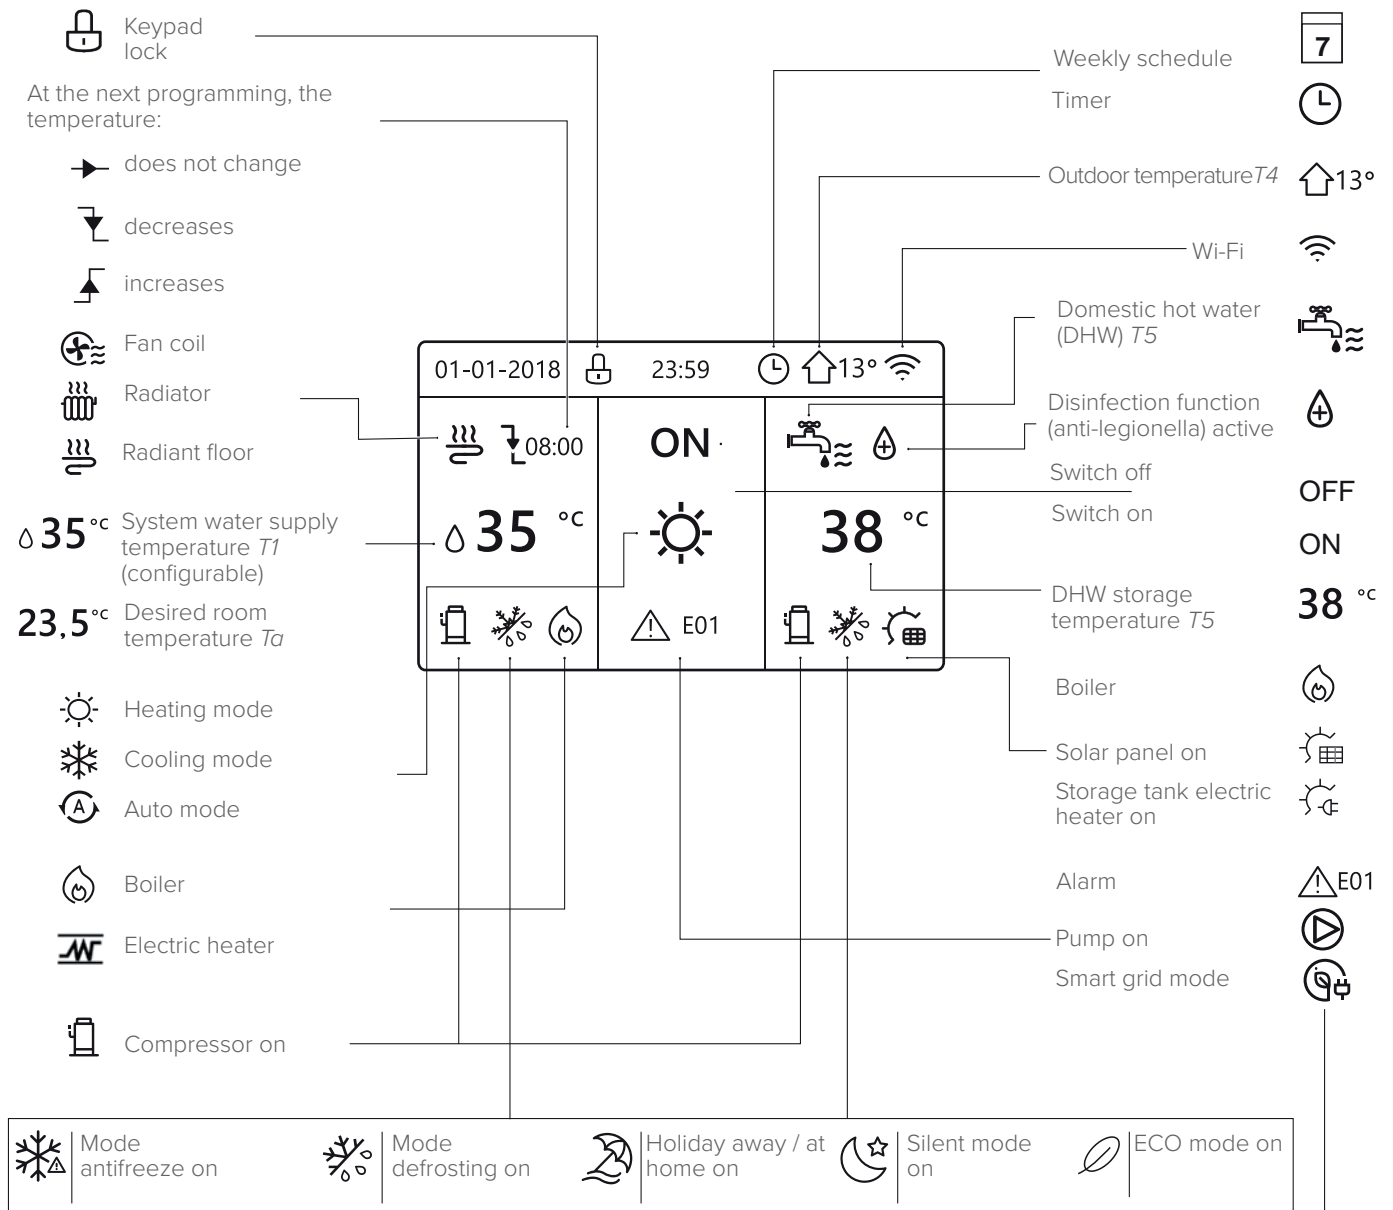 Keypad
lock
At the next programming, the
temperature:
does not change
decreases
increases
Fan coil
Radiator
Radiant floor
35 °C
System water supply
temperature T1
(configurable)
23,5 °C
Desired room
temperature Ta
Heating mode
Cooling mode
A
Auto mode
Boiler
Electric heater
Compressor on
01-01-2018
23:59
13°
08:00
ON
35 °C
38 °C
E01
Weekly schedule
7
Timer
Outdoor temperatureT4
13°
Wi-Fi
Domestic hot water
(DHW) T5
Disinfection function
(anti-legionella) active
Switch off
OFF
Switch on
ON
DHW storage
temperature T5
38 °C
Boiler
Solar panel on
Storage tank electric
heater on
Alarm
E01
Pump on
Smart grid mode
Mode
antifreeze on
Mode
defrosting on
Holiday away / at
home on
Silent mode
on
ECO mode on